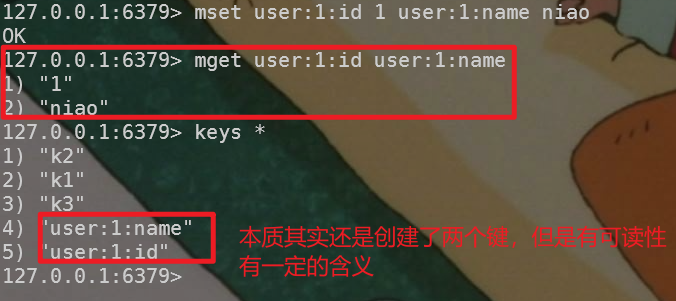 127.0.0.1:6379> mset user:1:id 1 user:1:name niao
OK
127.0.0.1:6379> mget user:1:id user:1:name
1) "1"
2) "niao"
127.0.0.1:6379> keys *
1) "k2"
2) "k1"
3) "k3"
4) "user:1:name"
5) "user:1:id"
本质其实还是创建了两个键，但是有可读性
有一定的含义
127.0.0.1:6379>